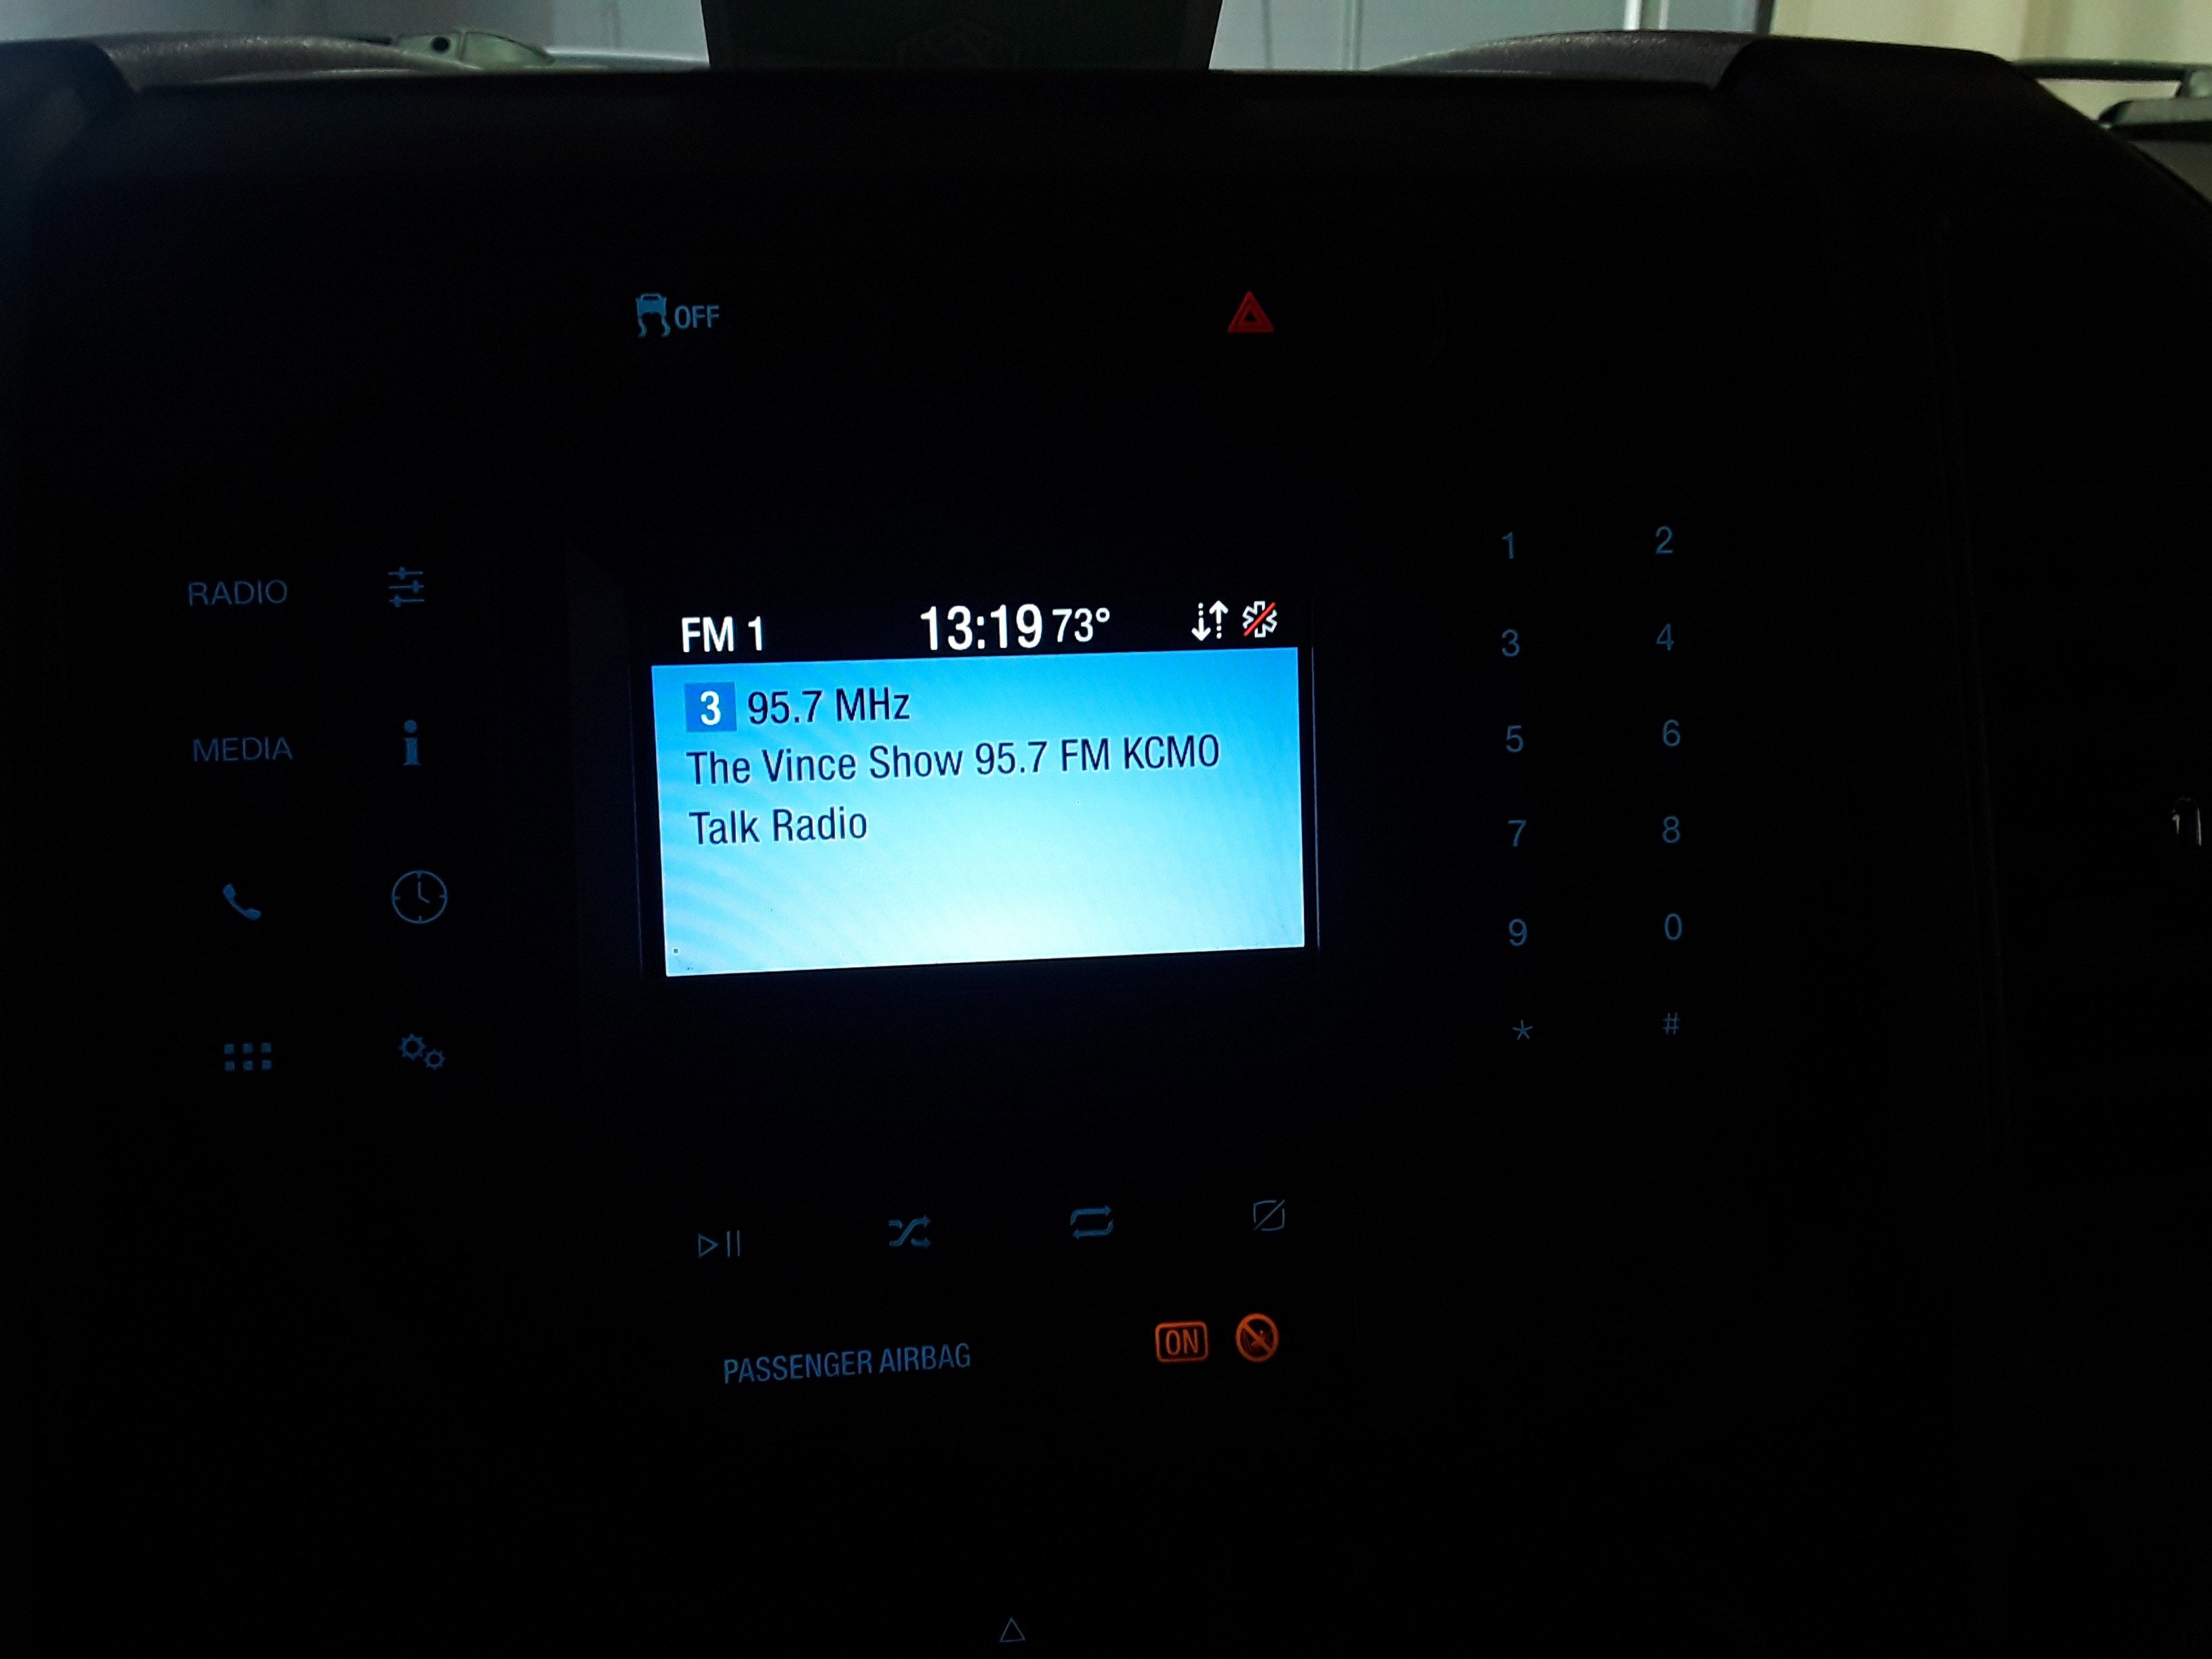 OFF
FM 1 13:19 73°
3 95.7 MHz
The Vince Show 95.7 FM KCMO
Talk Radio
RADIO
MEDIA
1 2
3 4
5 6
7 8
9 0
* #
PASSENGER AIRBAG ON